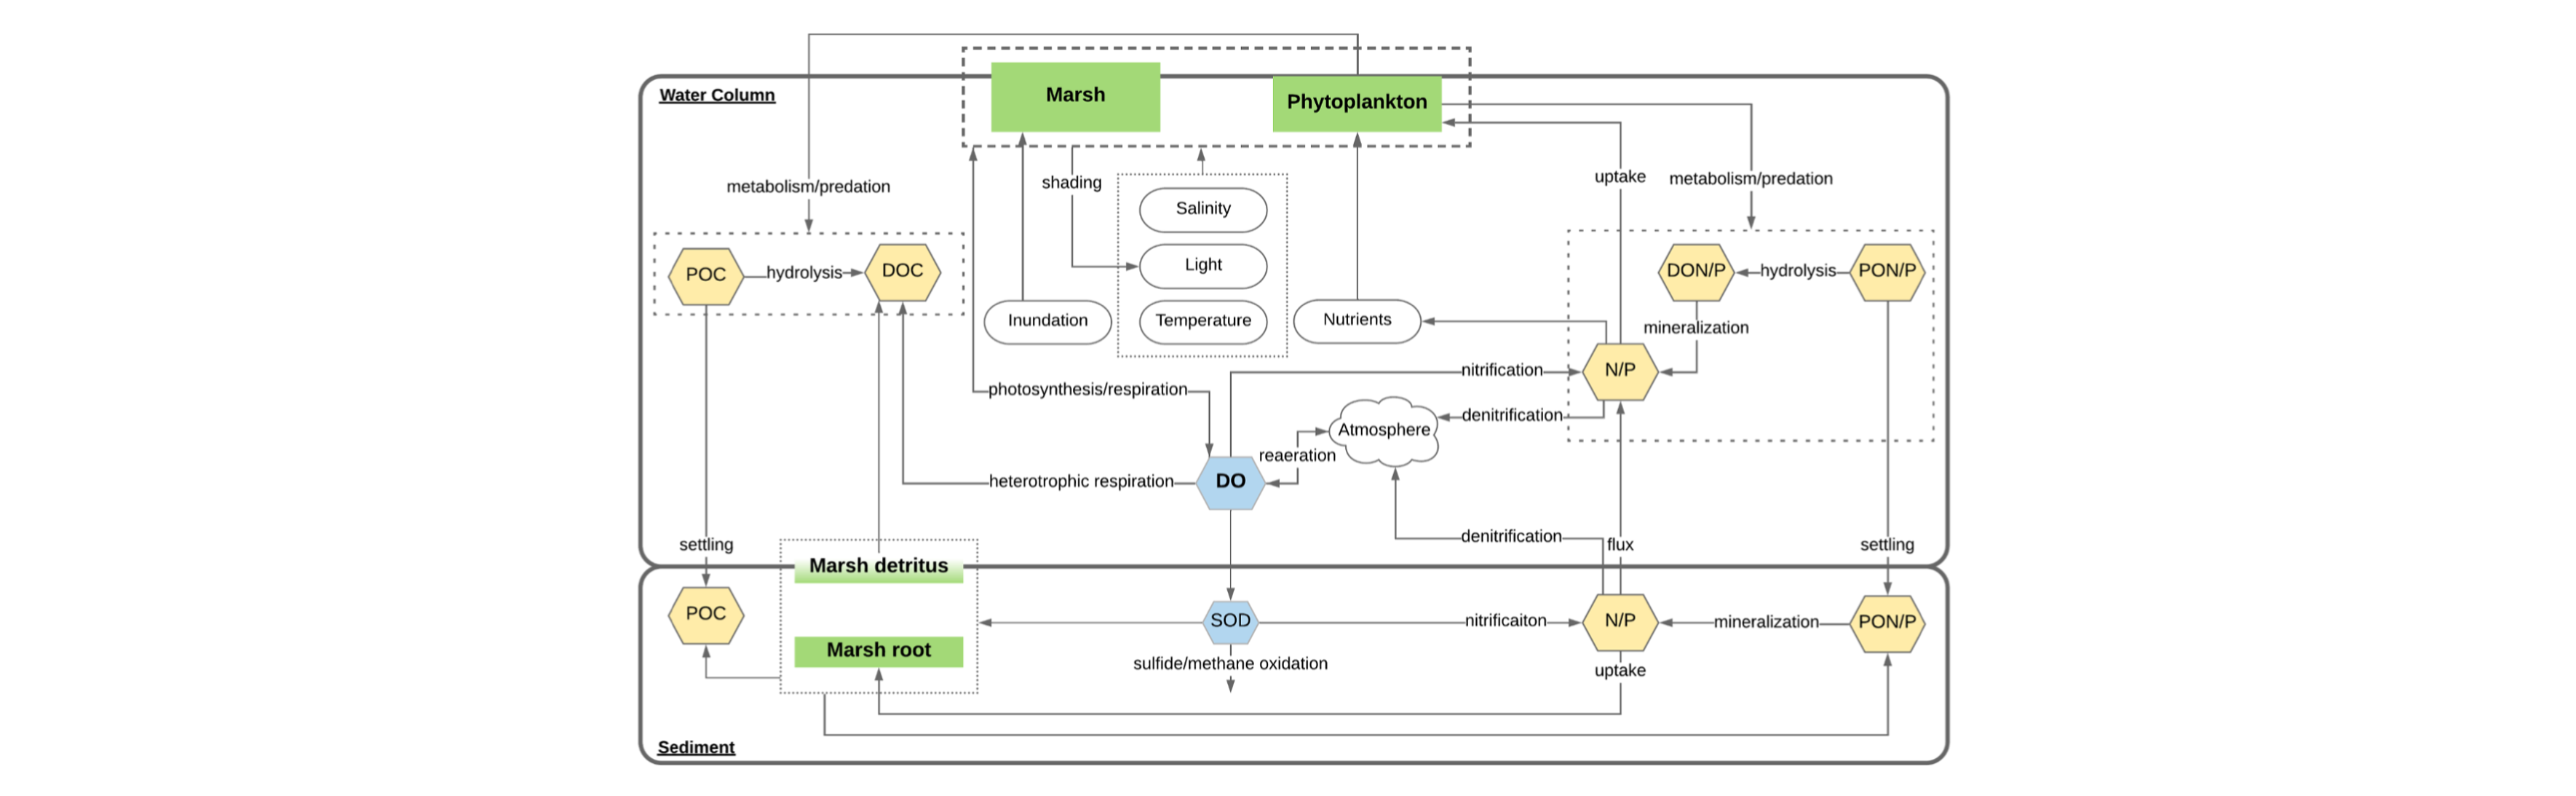 Water Column
Marsh
Phytoplankton
metabolism/predation
shading
uptake
metabolism/predation
Salinity
POC
hydrolysis
DOC
Light
DON/P
hydrolysis
PON/P
Inundation
Temperature
Nutrients
mineralization
nitrification
N/P
photosynthesis/respiration
denitrification
Atmosphere
reaeration
heterotrophic respiration
DO
settling
denitrification
flux
settling
Marsh detritus
POC
SOD
nitrificaiton
N/P
mineralization
PON/P
Marsh root
sulfide/methane oxidation
uptake
Sediment